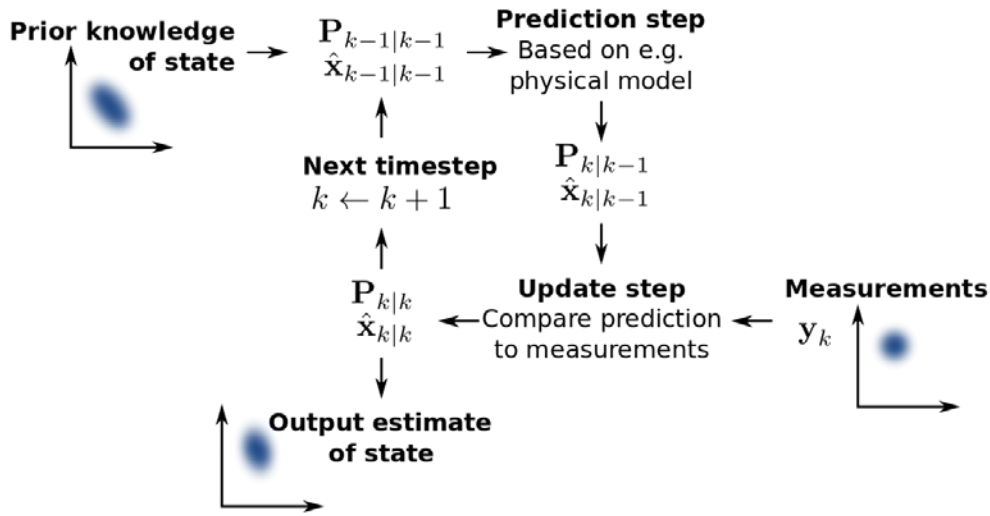 Prior knowledge
of state
P_{k−1|k−1}
x̂_{k−1|k−1}
Prediction step
Based on e.g.
physical model
Next timestep
k ← k + 1
P_{k|k−1}
x̂_{k|k−1}
P_{k|k}
x̂_{k|k}
Update step
Compare prediction
to measurements
Measurements
y_k
Output estimate
of state